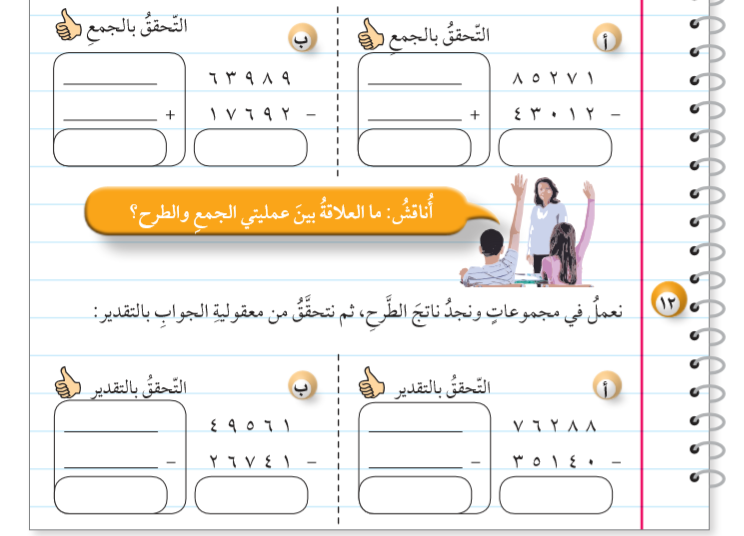 أ التّحققُ بالجمعِ
٨٥٢٧١
٤٣٠١٢ −
+
ب التّحققُ بالجمعِ
٦٣٩٨٩
١٧٦٩٢ −
+
أُناقشُ: ما العلاقةُ بينَ عمليتي الجمعِ والطرح؟
١٢ نعملُ في مجموعاتٍ ونجدُ ناتجَ الطَّرحِ، ثم نتحقَّقُ من معقوليةِ الجوابِ بالتقدير:
أ التّحققُ بالتقدير
٧٦٢٨٨
٣٥١٤٠ −
−
ب التّحققُ بالتقدير
٤٩٥٦١
٢٦٧٤١ −
−